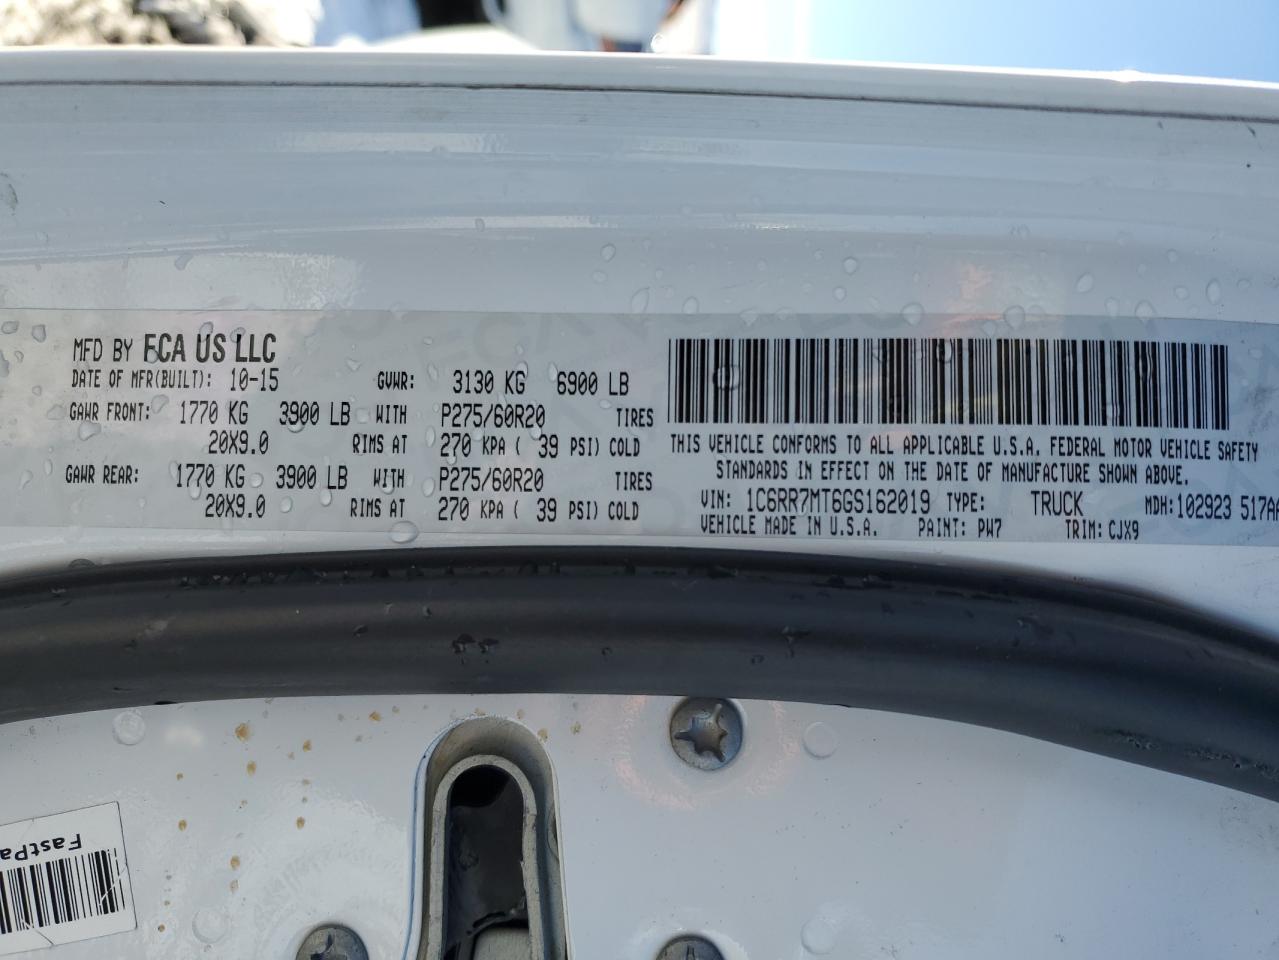 MFD BY FCA US LLC
DATE OF MFR(BUILT): 10-15 GVWR: 3130 KG 6900 LB
GAWR FRONT: 1770 KG 3900 LB WITH P275/60R20 TIRES
20X9.0 RIMS AT 270 KPA ( 39 PSI) COLD
GAWR REAR: 1770 KG 3900 LB WITH P275/60R20 TIRES
20X9.0 RIMS AT 270 KPA ( 39 PSI) COLD
THIS VEHICLE CONFORMS TO ALL APPLICABLE U.S.A. FEDERAL MOTOR VEHICLE SAFETY
STANDARDS IN EFFECT ON THE DATE OF MANUFACTURE SHOWN ABOVE.
VIN: 1C6RR7MT6GS162019 TYPE: TRUCK MDH: 102923 517AA
VEHICLE MADE IN U.S.A. PAINT: PW7 TRIM: CJX9
FastPa